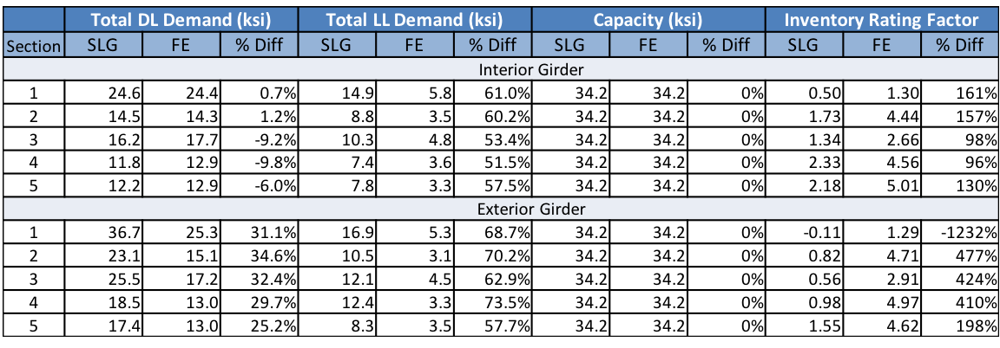 Total DL Demand (ksi) Total LL Demand (ksi) Capacity (ksi) Inventory Rating Factor
Section SLG FE % Diff SLG FE % Diff SLG FE % Diff SLG FE % Diff
Interior Girder
1 24.6 24.4 0.7% 14.9 5.8 61.0% 34.2 34.2 0% 0.50 1.30 161%
2 14.5 14.3 1.2% 8.8 3.5 60.2% 34.2 34.2 0% 1.73 4.44 157%
3 16.2 17.7 -9.2% 10.3 4.8 53.4% 34.2 34.2 0% 1.34 2.66 98%
4 11.8 12.9 -9.8% 7.4 3.6 51.5% 34.2 34.2 0% 2.33 4.56 96%
5 12.2 12.9 -6.0% 7.8 3.3 57.5% 34.2 34.2 0% 2.18 5.01 130%
Exterior Girder
1 36.7 25.3 31.1% 16.9 5.3 68.7% 34.2 34.2 0% -0.11 1.29 -1232%
2 23.1 15.1 34.6% 10.5 3.1 70.2% 34.2 34.2 0% 0.82 4.71 477%
3 25.5 17.2 32.4% 12.1 4.5 62.9% 34.2 34.2 0% 0.56 2.91 424%
4 18.5 13.0 29.7% 12.4 3.3 73.5% 34.2 34.2 0% 0.98 4.97 410%
5 17.4 13.0 25.2% 8.3 3.5 57.7% 34.2 34.2 0% 1.55 4.62 198%